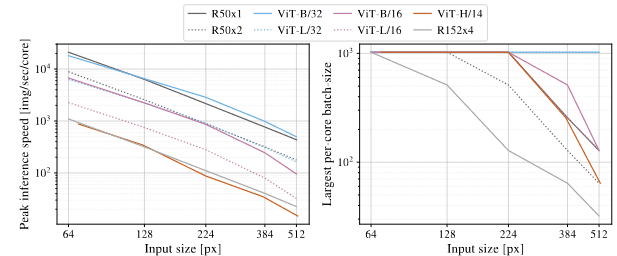 R50x1 ViT-B/32 ViT-B/16 ViT-H/14
R50x2 ViT-L/32 ViT-L/16 R152x4
Peak inference speed [img/sec/core]
10^4
10^3
10^2
64 128 224 384 512
Input size [px]
Largest per-core batch-size
10^3
10^2
64 128 224 384 512
Input size [px]